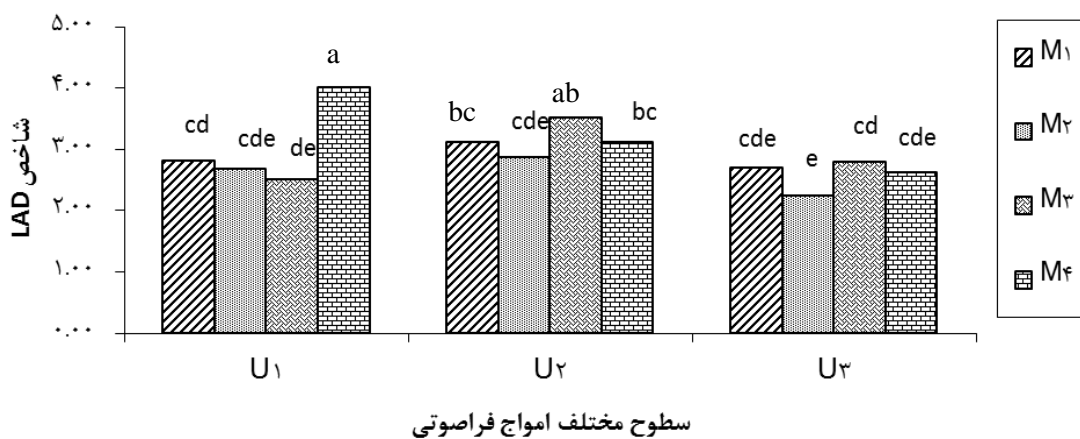 شاخص LAD
۵.۰۰
۴.۰۰
۳.۰۰
۲.۰۰
۱.۰۰
۰.۰۰
cd
cde
de
a
bc
cde
ab
bc
cde
e
cd
cde
U۱
U۲
U۳
سطوح مختلف امواج فراصوتی
M۱
M۲
M۳
M۴